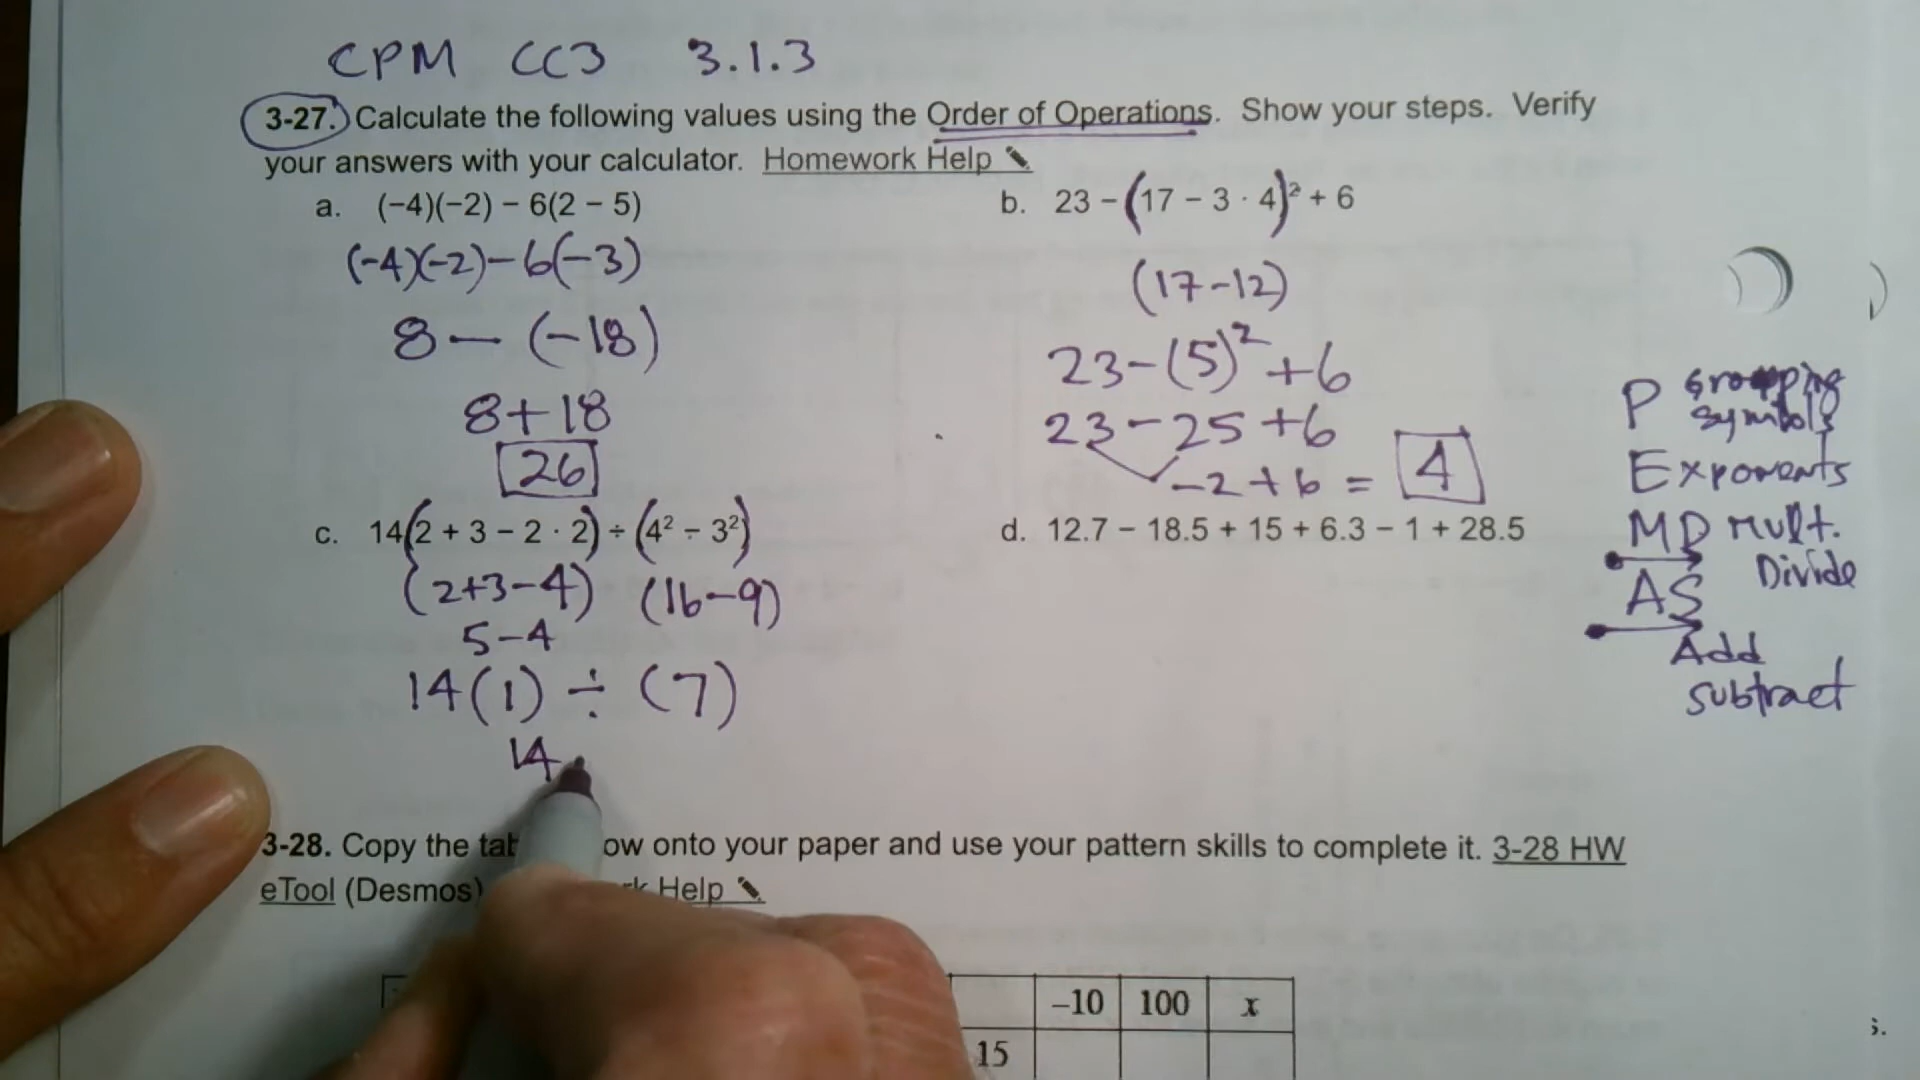 CPM CC3 3.1.3
3-27. Calculate the following values using the Order of Operations. Show your steps. Verify
your answers with your calculator. Homework Help
a. (−4)(−2) − 6(2 − 5)
(-4)(-2)-6(-3)
8 - (-18)
8+18
26
b. 23 − (17 − 3 · 4)² + 6
(17-12)
23-(5)²+6
23-25+6
-2+6 = 4
c. 14(2 + 3 − 2 · 2) ÷ (4² − 3²)
(2+3-4) (16-9)
5-4
14(1) ÷ (7)
14
d. 12.7 − 18.5 + 15 + 6.3 − 1 + 28.5
P grouping
symbols
Exponents
MD Mult.
Divide
AS
Add
subtract
3-28. Copy the ow onto your paper and use your pattern skills to complete it. 3-28 HW
eTool (Desmos) Help
−10 100 x
15
s.